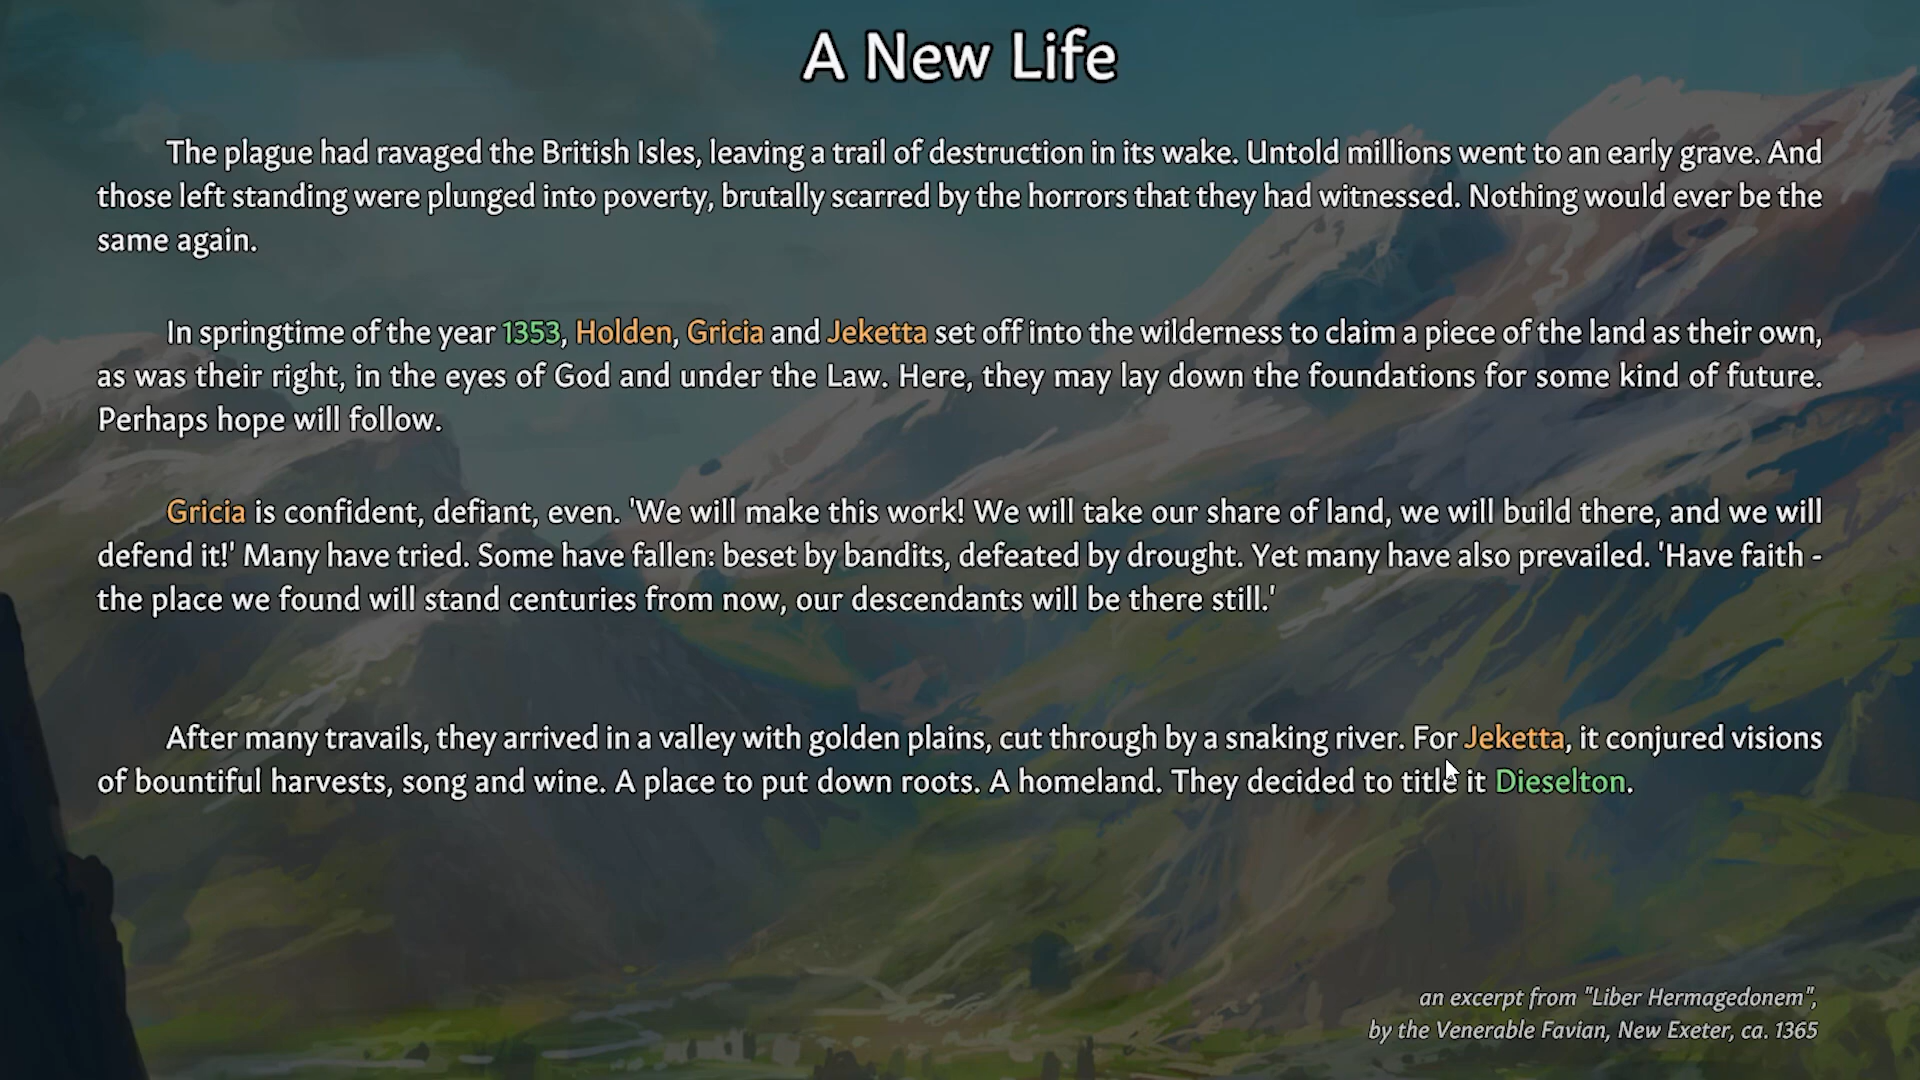 A New Life
The plague had ravaged the British Isles, leaving a trail of destruction in its wake. Untold millions went to an early grave. And
those left standing were plunged into poverty, brutally scarred by the horrors that they had witnessed. Nothing would ever be the
same again.
In springtime of the year 1353, Holden, Gricia and Jeketta set off into the wilderness to claim a piece of the land as their own,
as was their right, in the eyes of God and under the Law. Here, they may lay down the foundations for some kind of future.
Perhaps hope will follow.
Gricia is confident, defiant, even. 'We will make this work! We will take our share of land, we will build there, and we will
defend it!' Many have tried. Some have fallen: beset by bandits, defeated by drought. Yet many have also prevailed. 'Have faith -
the place we found will stand centuries from now, our descendants will be there still.'
After many travails, they arrived in a valley with golden plains, cut through by a snaking river. For Jeketta, it conjured visions
of bountiful harvests, song and wine. A place to put down roots. A homeland. They decided to title it Dieselton.
an excerpt from "Liber Hermagedonem",
by the Venerable Favian, New Exeter, ca. 1365